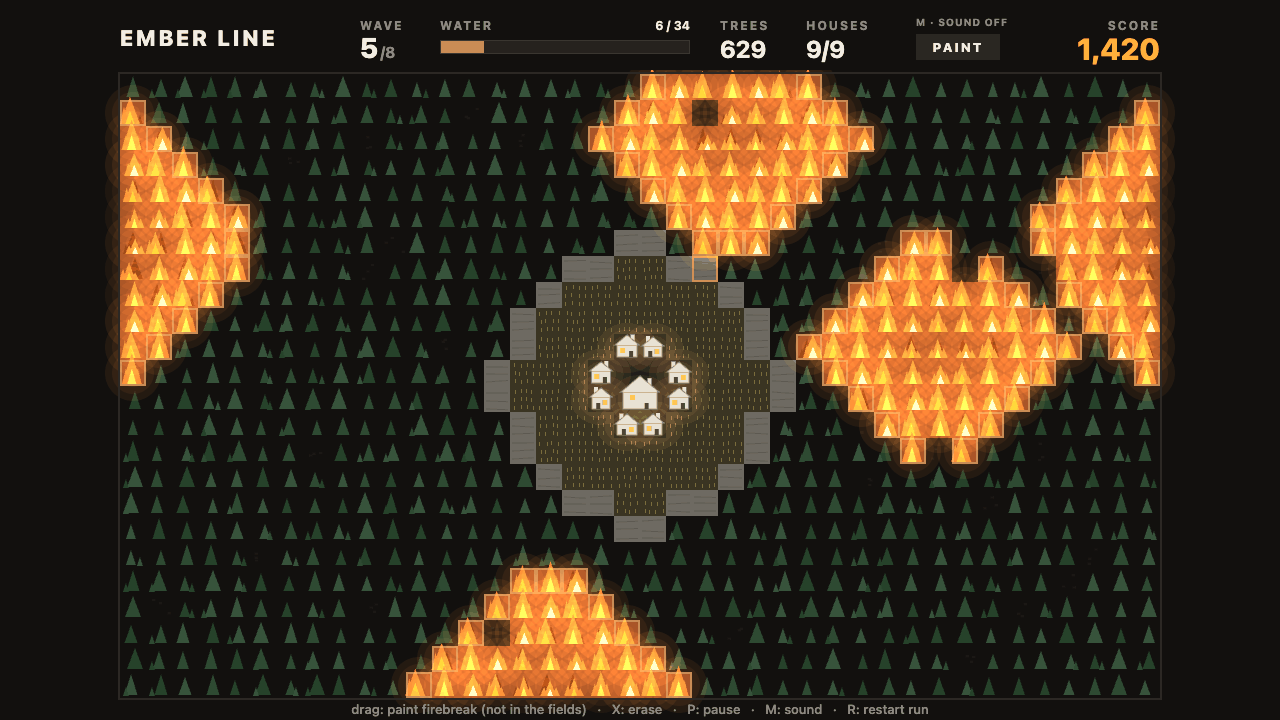 EMBER LINE
WAVE
5/8
WATER
6 / 34
TREES
629
HOUSES
9/9
M · SOUND OFF
PAINT
SCORE
1,420
drag: paint firebreak (not in the fields) · X: erase · P: pause · M: sound · R: restart run